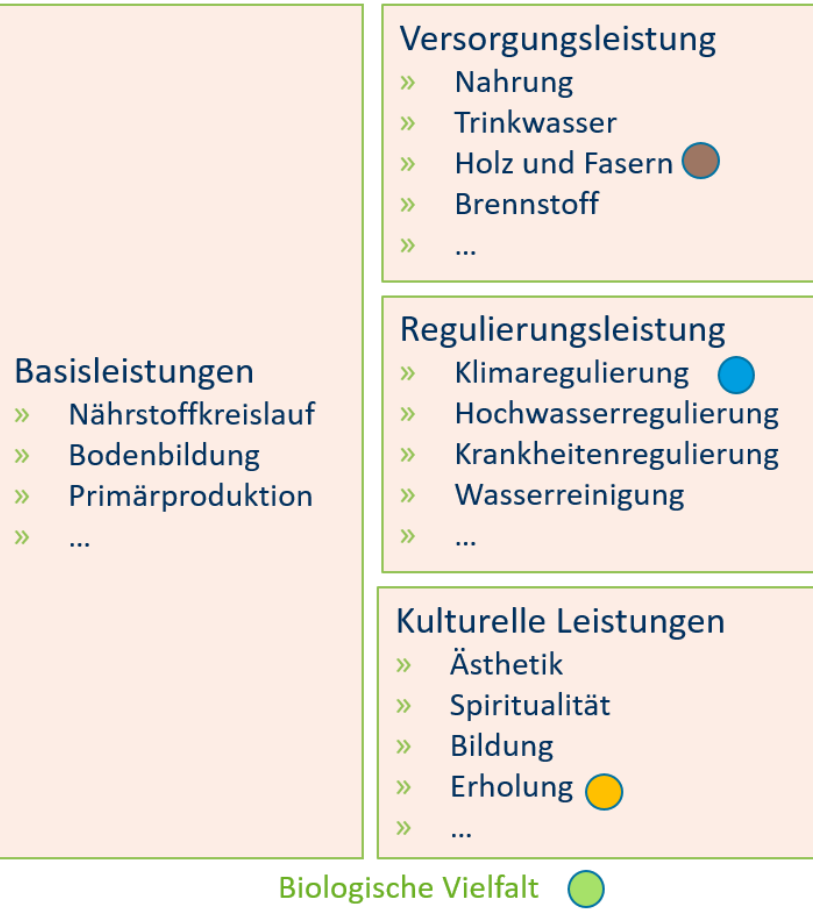 Basisleistungen
» Nährstoffkreislauf
» Bodenbildung
» Primärproduktion
» ...
Versorgungsleistung
» Nahrung
» Trinkwasser
» Holz und Fasern
» Brennstoff
» ...
Regulierungsleistung
» Klimaregulierung
» Hochwasserregulierung
» Krankheitenregulierung
» Wasserreinigung
» ...
Kulturelle Leistungen
» Ästhetik
» Spiritualität
» Bildung
» Erholung
» ...
Biologische Vielfalt